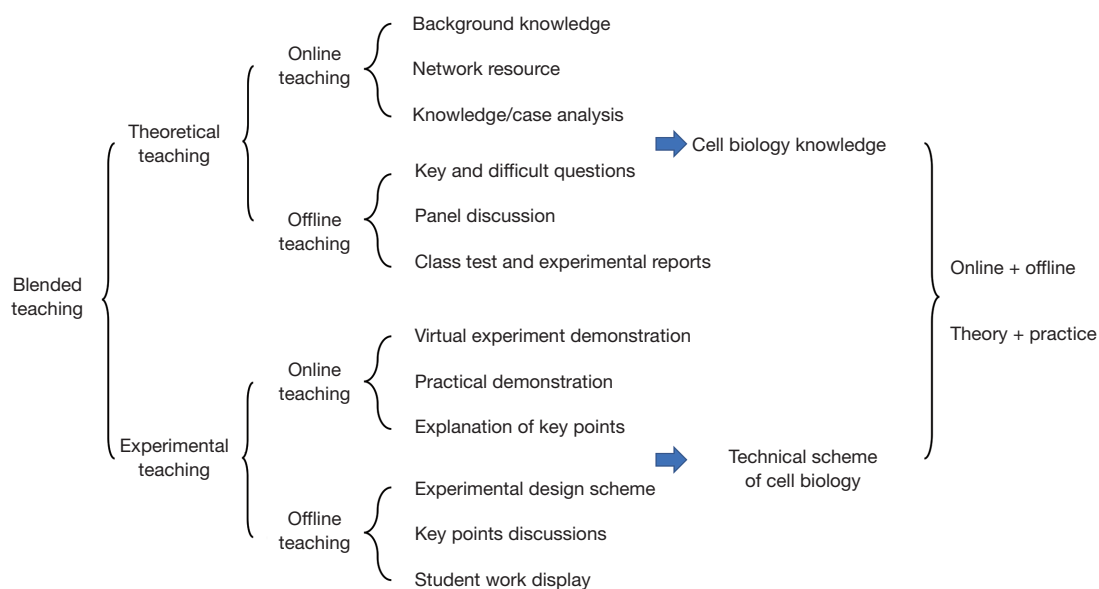 Blended
teaching
Theoretical
teaching
Online
teaching
Background knowledge
Network resource
Knowledge/case analysis
Offline
teaching
Key and difficult questions
Panel discussion
Class test and experimental reports
Cell biology knowledge
Experimental
teaching
Online
teaching
Virtual experiment demonstration
Practical demonstration
Explanation of key points
Offline
teaching
Experimental design scheme
Key points discussions
Student work display
Technical scheme
of cell biology
Online + offline
Theory + practice